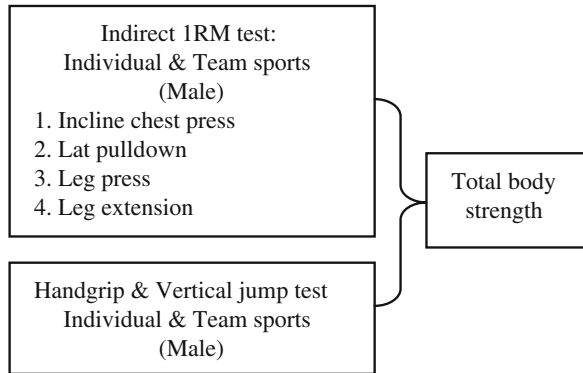 Indirect 1RM test:
Individual & Team sports
(Male)
1. Incline chest press
2. Lat pulldown
3. Leg press
4. Leg extension
Total body
strength
Handgrip & Vertical jump test
Individual & Team sports
(Male)